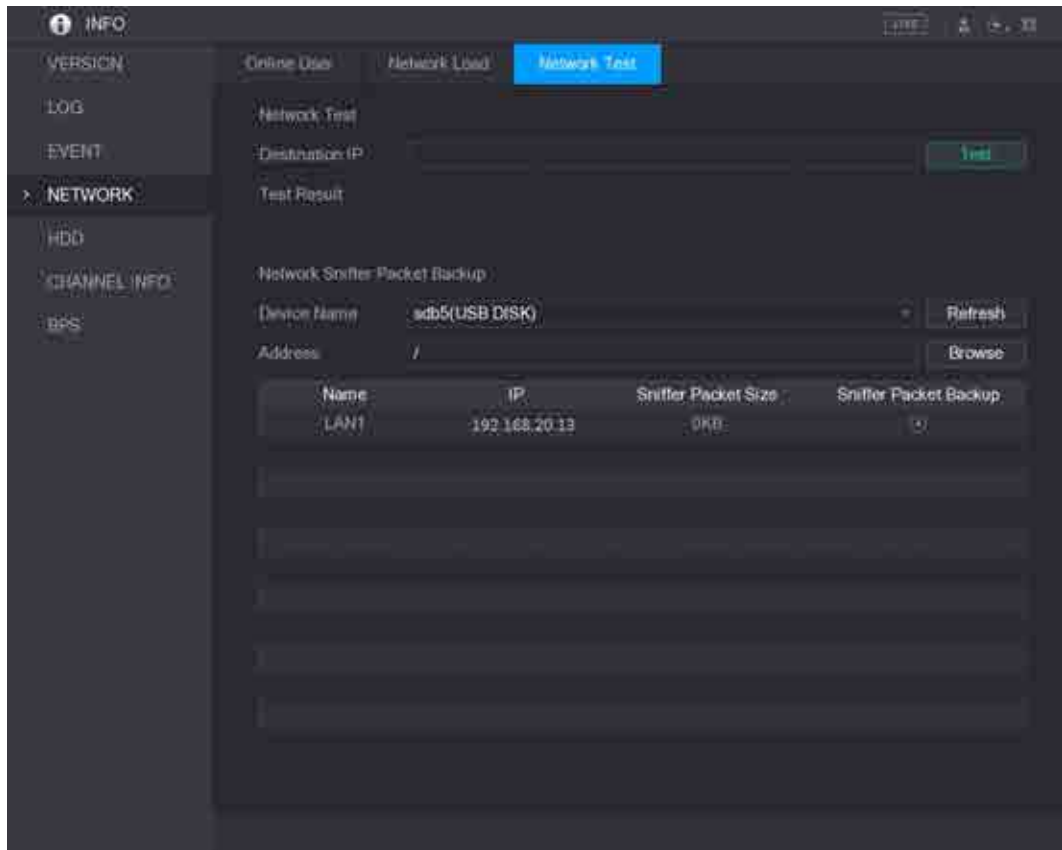 INFO
LIVE
VERSION
Online User Network Load Network Test
LOG
Network Test
EVENT
Destination IP Test
NETWORK
Test Result
HDD
Network Sniffer Packet Backup
CHANNEL INFO
Device Name sdb5(USB DISK) Refresh
BPS
Address / Browse
Name IP Sniffer Packet Size Sniffer Packet Backup
LAN1 192.168.20.13 0KB